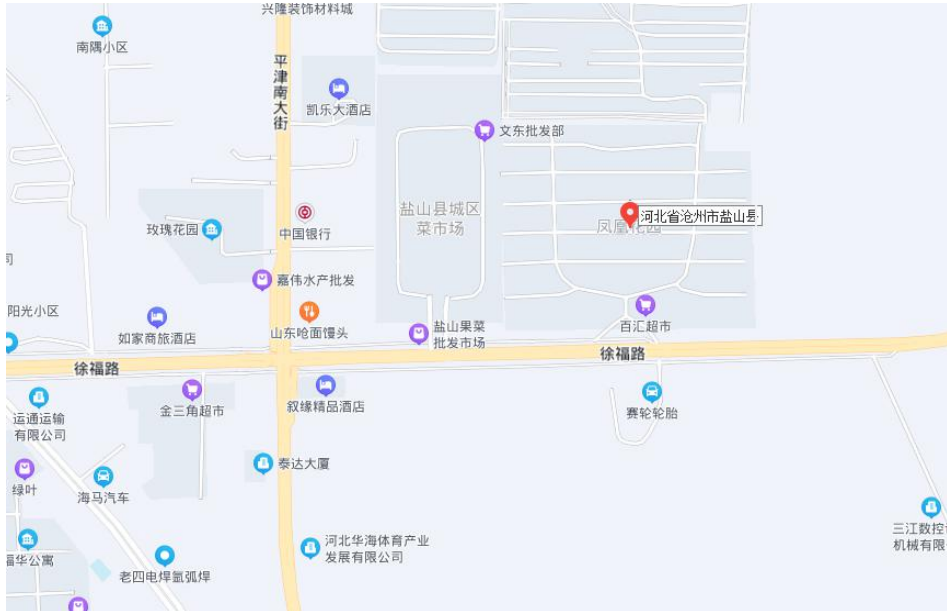 兴隆装饰材料城
南隅小区
平津南大街
凯乐大酒店
文东批发部
盐山县城区
菜市场
河北省沧州市盐山县
凤凰花园
玫瑰花园
中国银行
司
嘉伟水产批发
阳光小区
如家商旅酒店
山东呛面馒头
盐山果菜
批发市场
百汇超市
徐福路
徐福路
金三角超市
叙缘精品酒店
赛轮轮胎
运通运输
有限公司
泰达大厦
绿叶
海马汽车
三江数控
机械有限
河北华海体育产业
发展有限公司
福华公寓
老四电焊氩弧焊